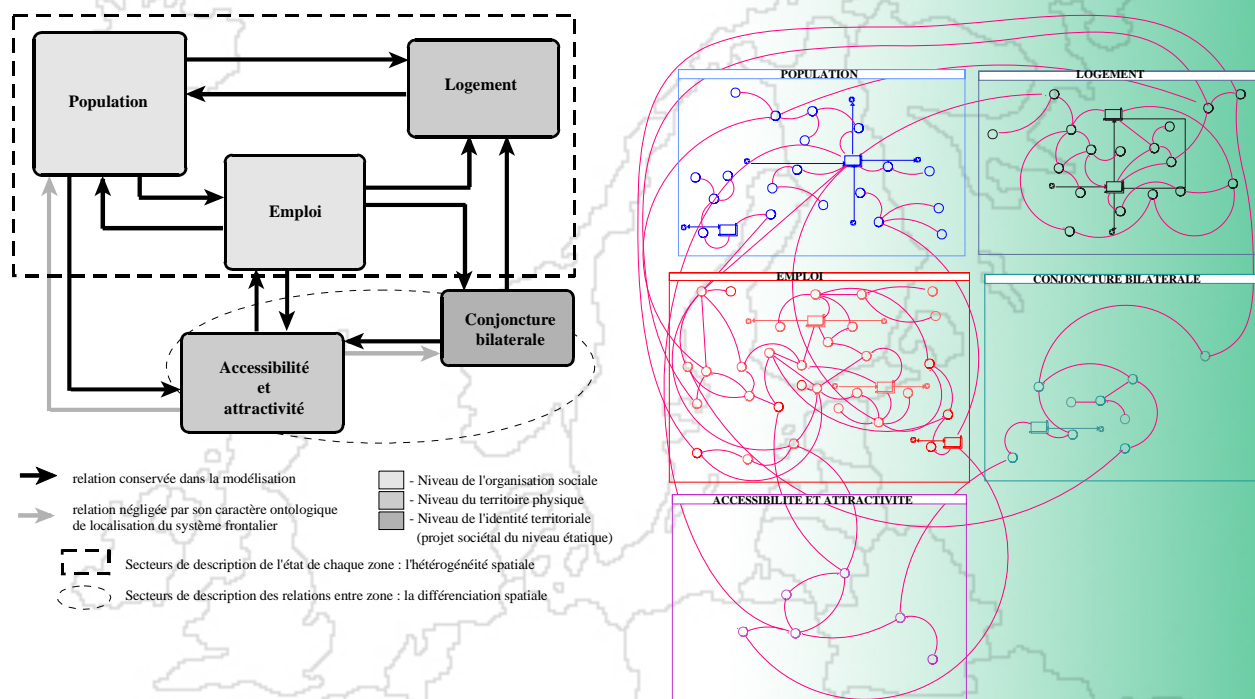 Population
Logement
Emploi
Conjoncture
bilaterale
Accessibilité
et
attractivité
relation conservée dans la modélisation
relation négligée par son caractère ontologique
de localisation du système frontalier
- Niveau de l'organisation sociale
- Niveau du territoire physique
- Niveau de l'identité territoriale
(projet sociétal du niveau étatique)
Secteurs de description de l'état de chaque zone : l'hétérogénéité spatiale
Secteurs de description des relations entre zone : la différenciation spatiale
POPULATION
LOGEMENT
EMPLOI
CONJONCTURE BILATERALE
ACCESSIBILITE ET ATTRACTIVITE